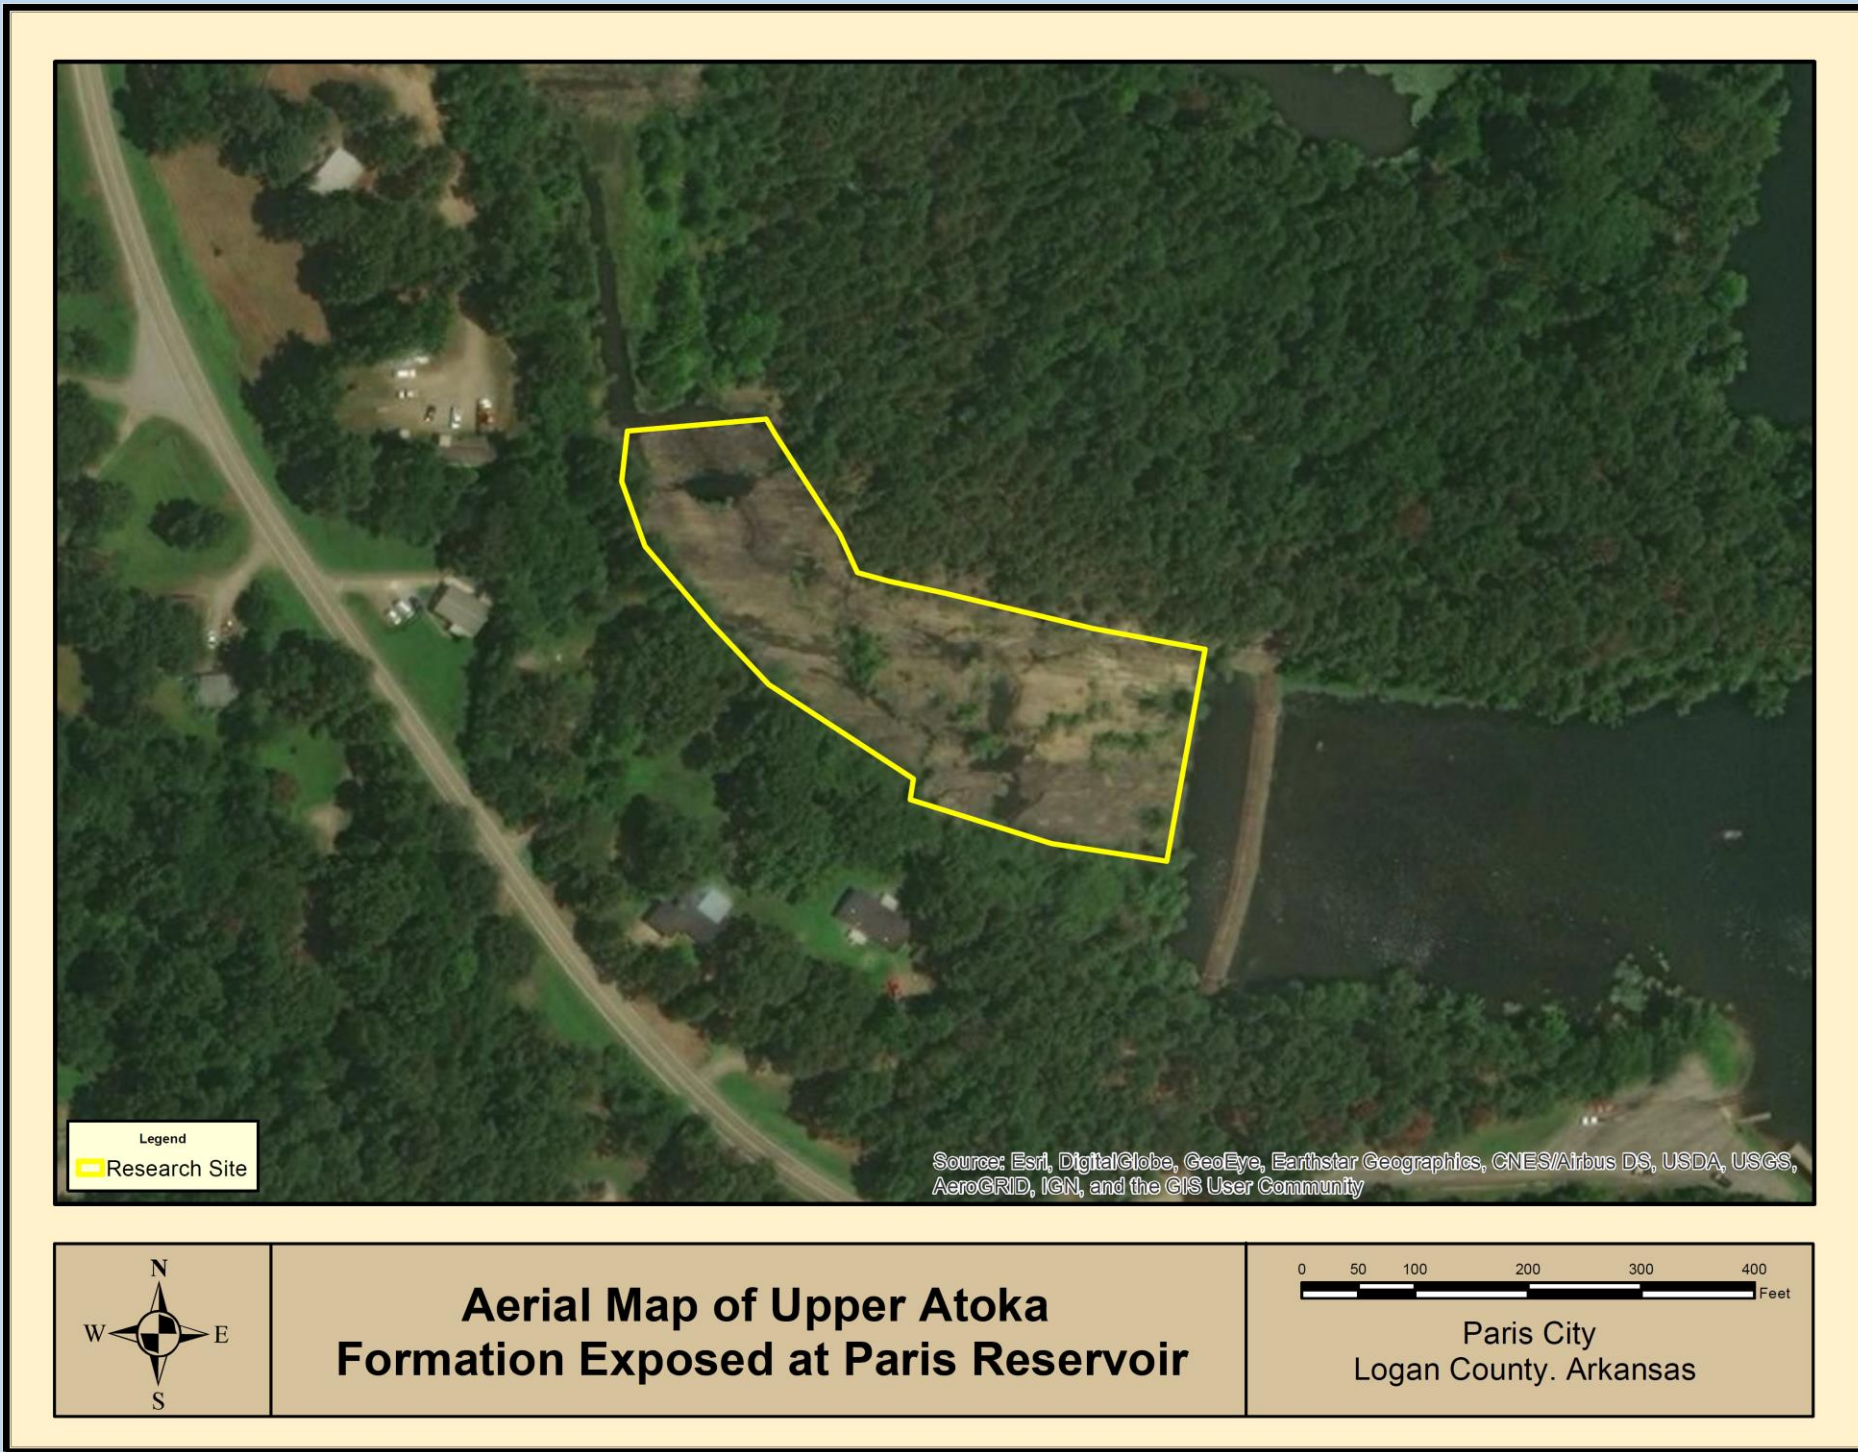 Legend
Research Site
Source: Esri, DigitalGlobe, GeoEye, Earthstar Geographics, CNES/Airbus DS, USDA, USGS,
AeroGRID, IGN, and the GIS User Community
N
W E
S
Aerial Map of Upper Atoka
Formation Exposed at Paris Reservoir
0 50 100 200 300 400
Feet
Paris City
Logan County. Arkansas